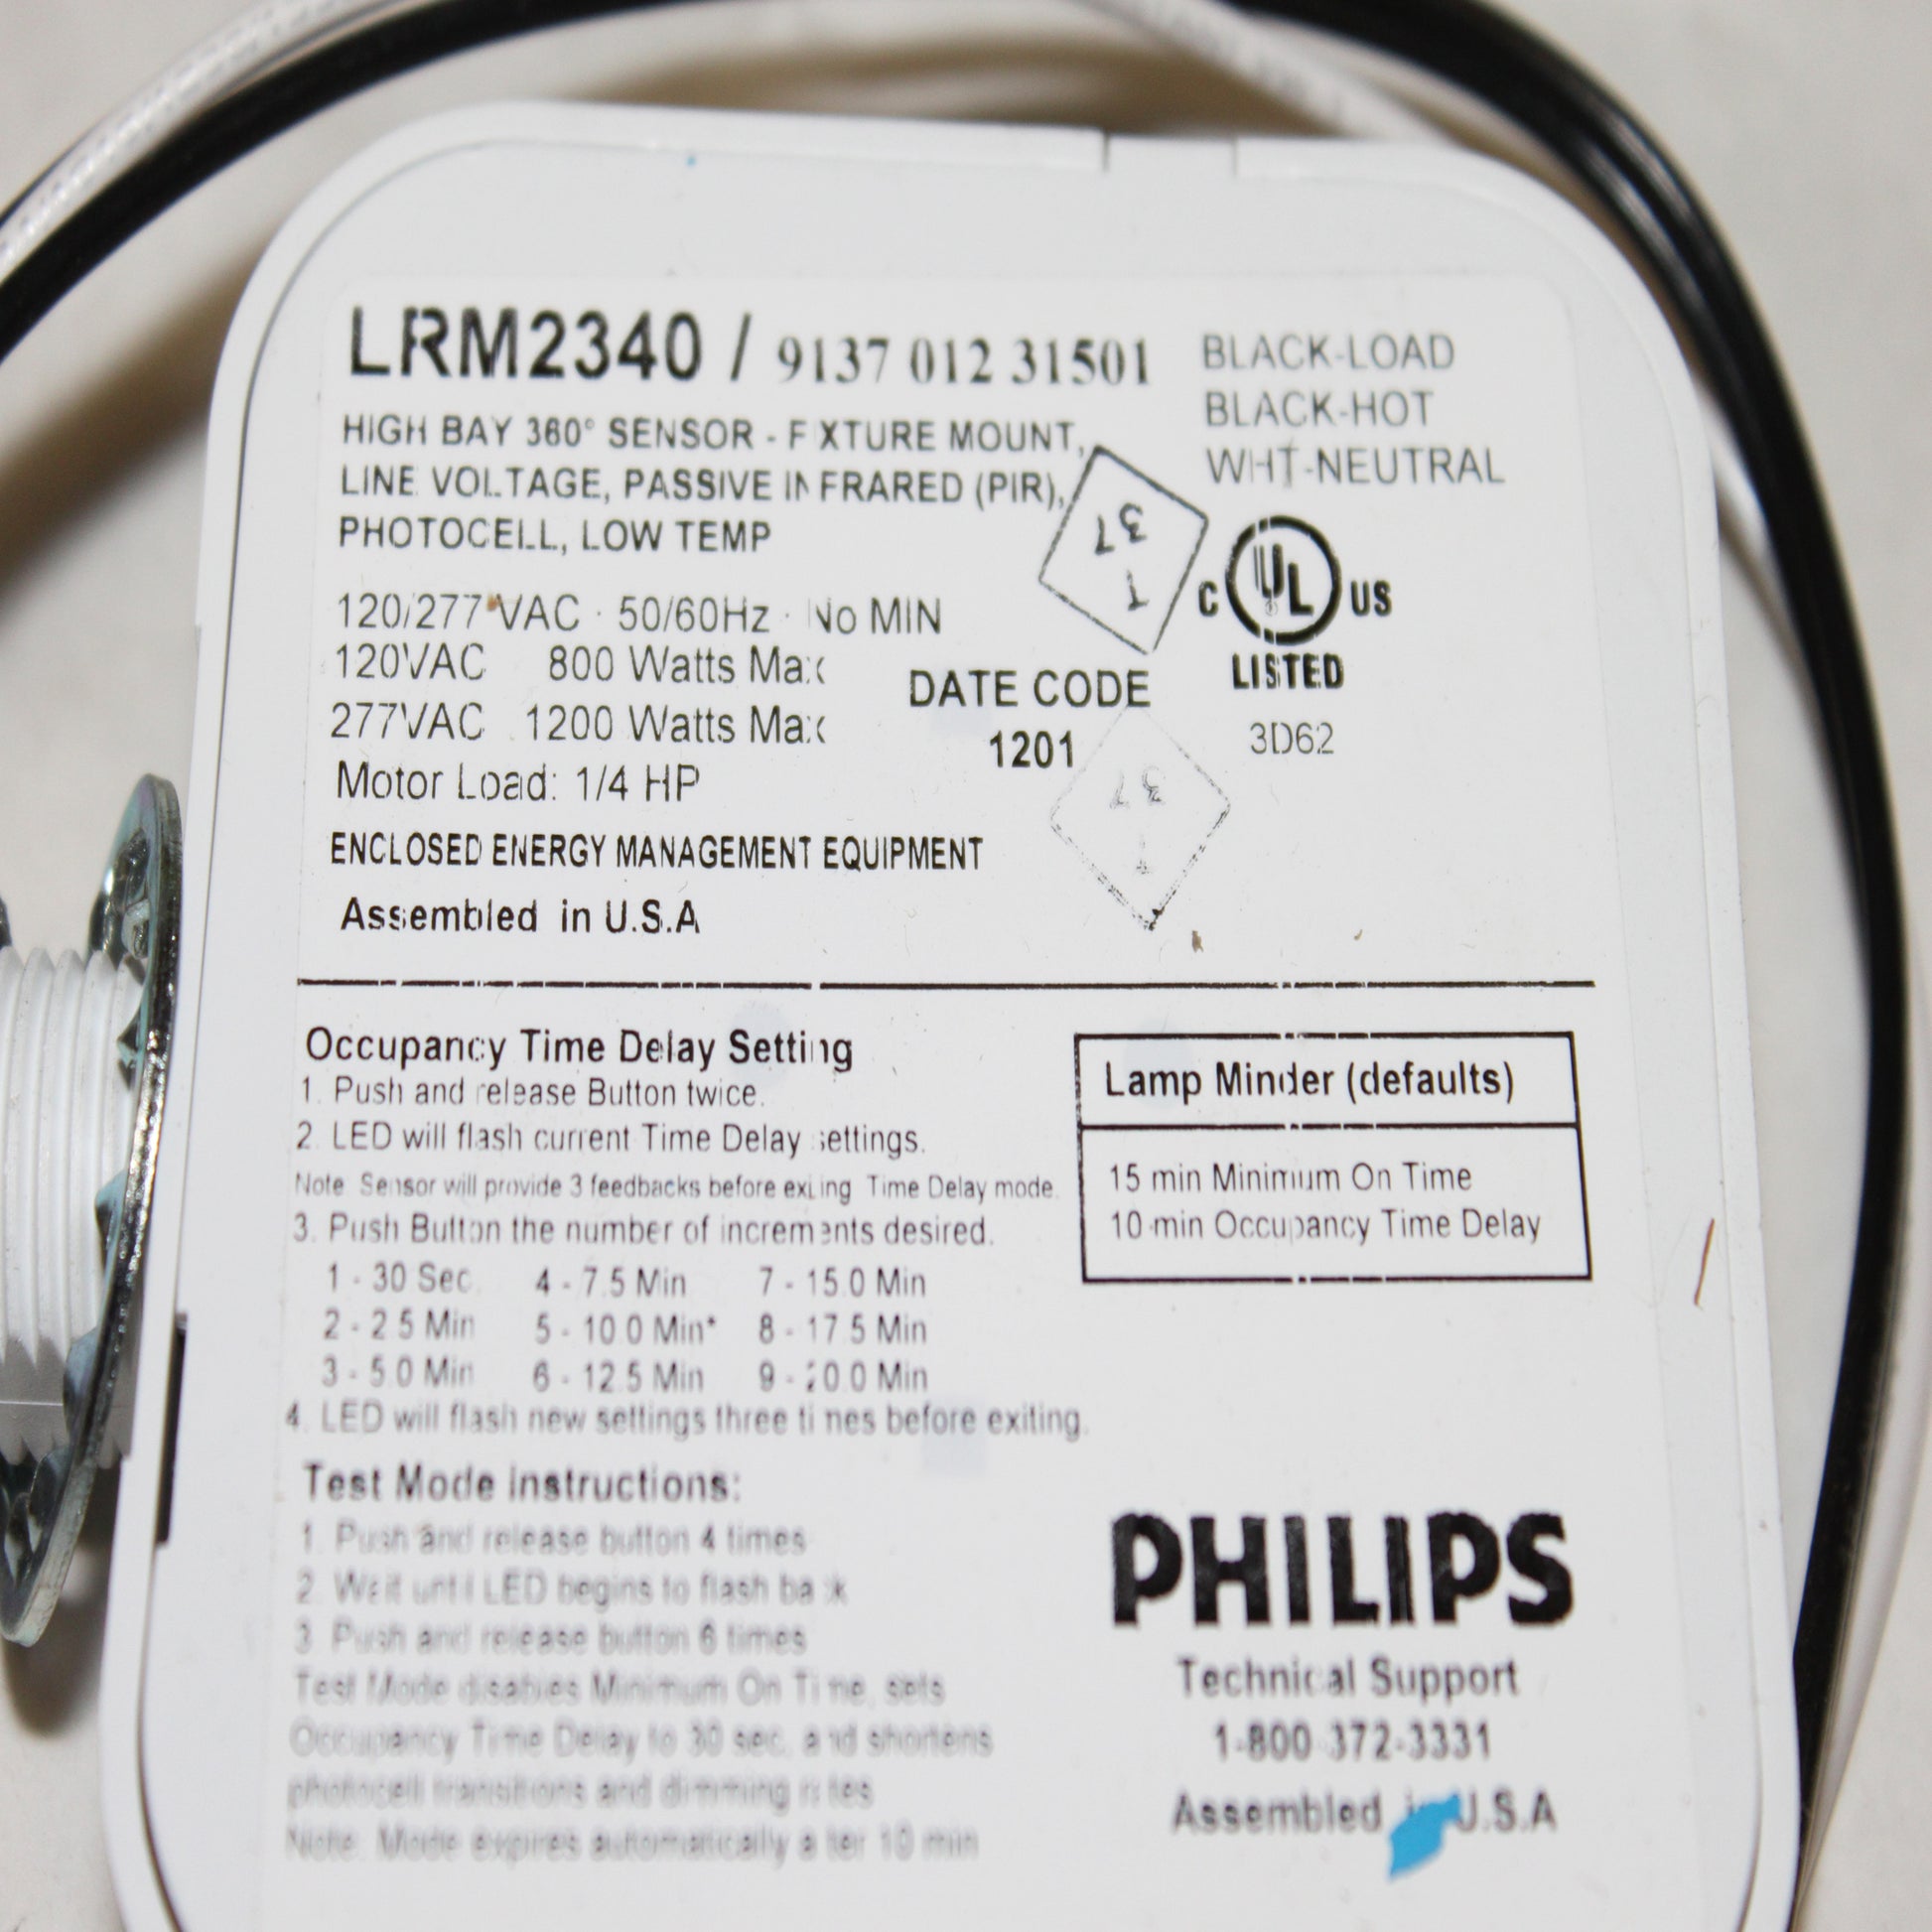 LRM2340 / 9137 012 31501
HIGH BAY 360° SENSOR - FIXTURE MOUNT,
LINE VOLTAGE, PASSIVE INFRARED (PIR),
PHOTOCELL, LOW TEMP
BLACK-LOAD
BLACK-HOT
WHT-NEUTRAL
T
37
C UL US
LISTED
3D62
120/277 VAC · 50/60Hz · No MIN
120VAC 800 Watts Max
277VAC 1200 Watts Max
Motor Load: 1/4 HP
DATE CODE
1201
T
37
ENCLOSED ENERGY MANAGEMENT EQUIPMENT
Assembled in U.S.A
Occupancy Time Delay Setting
1. Push and release Button twice.
2. LED will flash current Time Delay settings.
Note Sensor will provide 3 feedbacks before exiting Time Delay mode.
3. Push Button the number of increments desired.
1 - 30 Sec. 4 - 7.5 Min 7 - 15.0 Min
2 - 2.5 Min 5 - 10.0 Min* 8 - 17.5 Min
3 - 5.0 Min 6 - 12.5 Min 9 - 20.0 Min
4. LED will flash new settings three times before exiting.
Lamp Minder (defaults)
15 min Minimum On Time
10 min Occupancy Time Delay
Test Mode instructions:
1. Push and release button 4 times
2. Wait until LED begins to flash back
3. Push and release button 6 times
Test Mode disables Minimum On Time, sets
Occupancy Time Delay to 30 sec. and shortens
photocell transitions and dimming rates
Note: Mode expires automatically after 10 min
PHILIPS
Technical Support
1-800 372-3331
Assembled in U.S.A